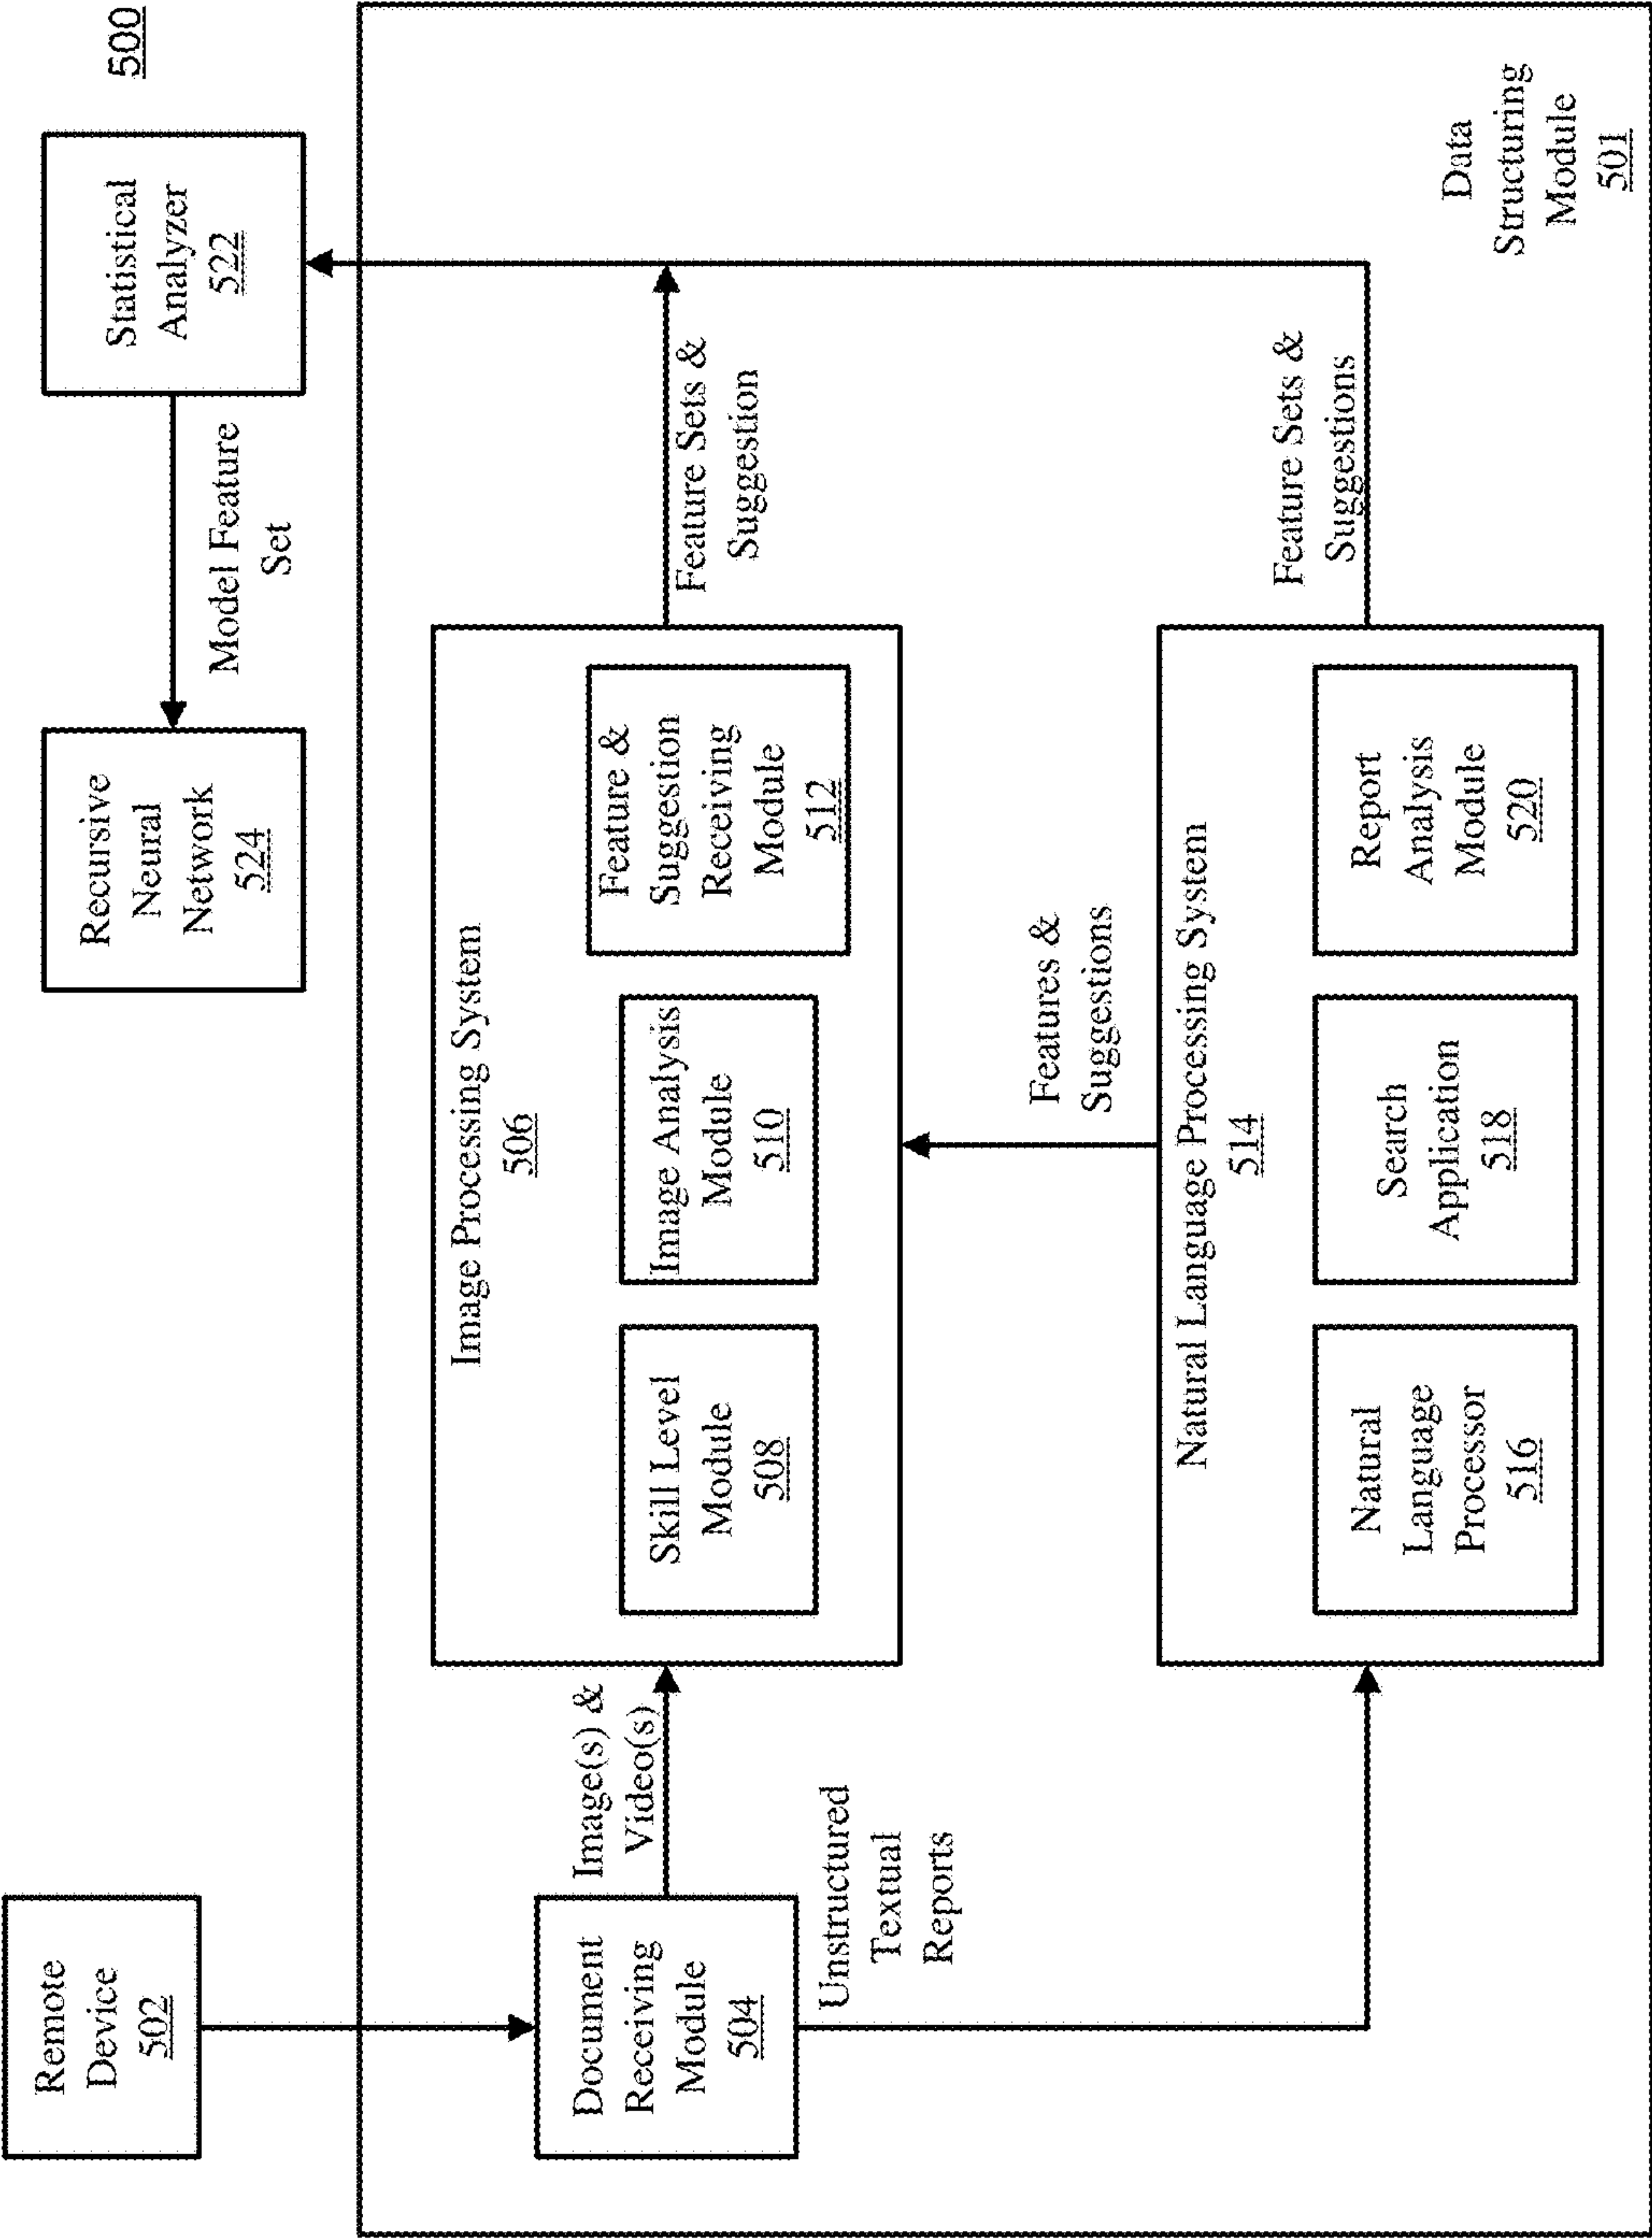 500
Remote
Device
502
Recursive
Neural
Network
524
Model Feature
Set
Statistical
Analyzer
522
Document
Receiving
Module
504
Image(s) &
Video(s)
Unstructured
Textual
Reports
Image Processing System
506
Skill Level
Module
508
Image Analysis
Module
510
Feature &
Suggestion
Receiving
Module
512
Feature Sets &
Suggestion
Features &
Suggestions
Natural Language Processing System
514
Natural
Language
Processor
516
Search
Application
518
Report
Analysis
Module
520
Feature Sets &
Suggestions
Data
Structuring
Module
501